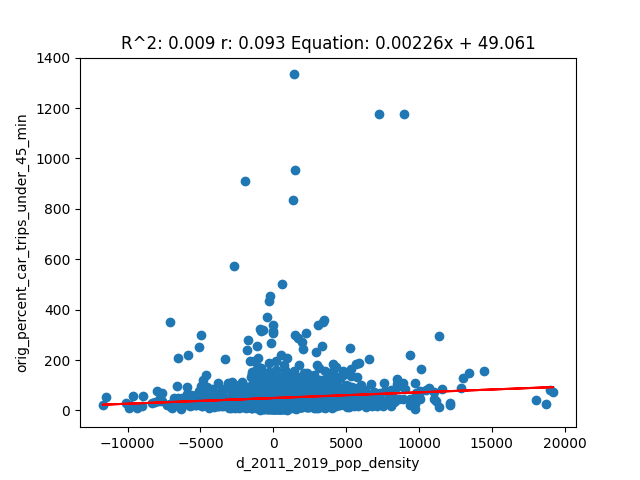 R^2: 0.009 r: 0.093 Equation: 0.00226x + 49.061
1400
1200
1000
800
600
400
200
0
orig_percent_car_trips_under_45_min
−10000 −5000 0 5000 10000 15000 20000
d_2011_2019_pop_density